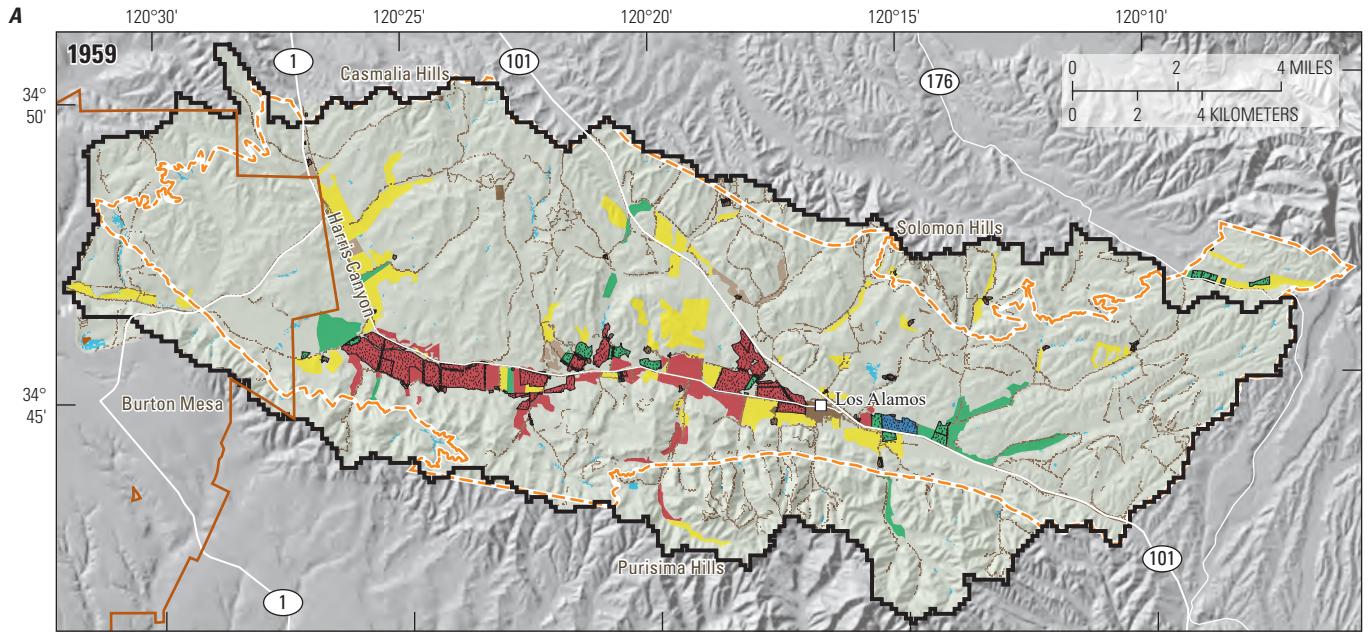 A
120°30'
120°25'
120°20'
120°15'
120°10'
1959
1
101
176
Casmalia Hills
0 2 4 MILES
0 2 4 KILOMETERS
34°
50'
Harris Canyon
Solomon Hills
34°
45'
Burton Mesa
Los Alamos
Purisima Hills
101
1